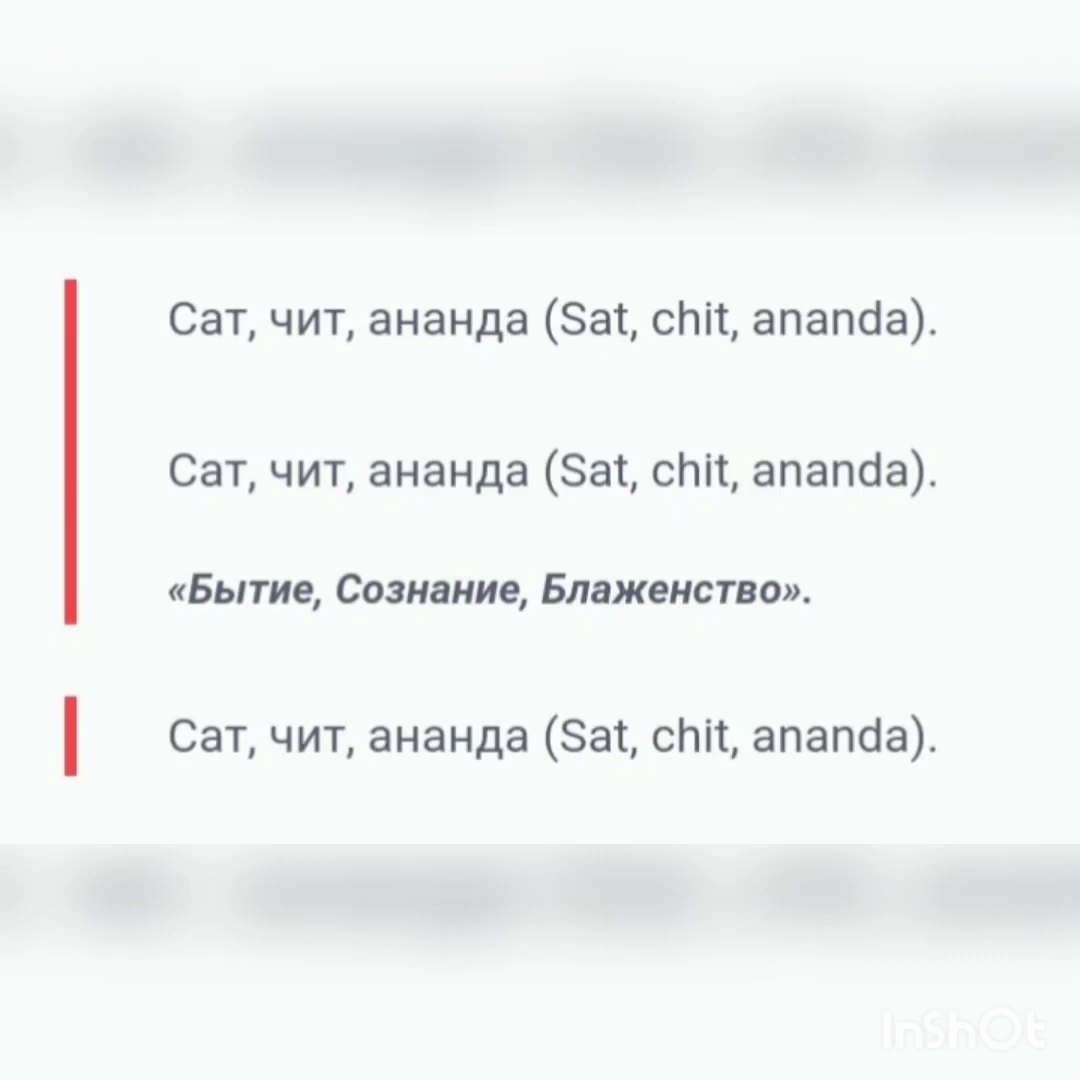 Сат, чит, ананда (Sat, chit, ananda).
Сат, чит, ананда (Sat, chit, ananda).
«Бытие, Сознание, Блаженство».
Сат, чит, ананда (Sat, chit, ananda).
InShOt